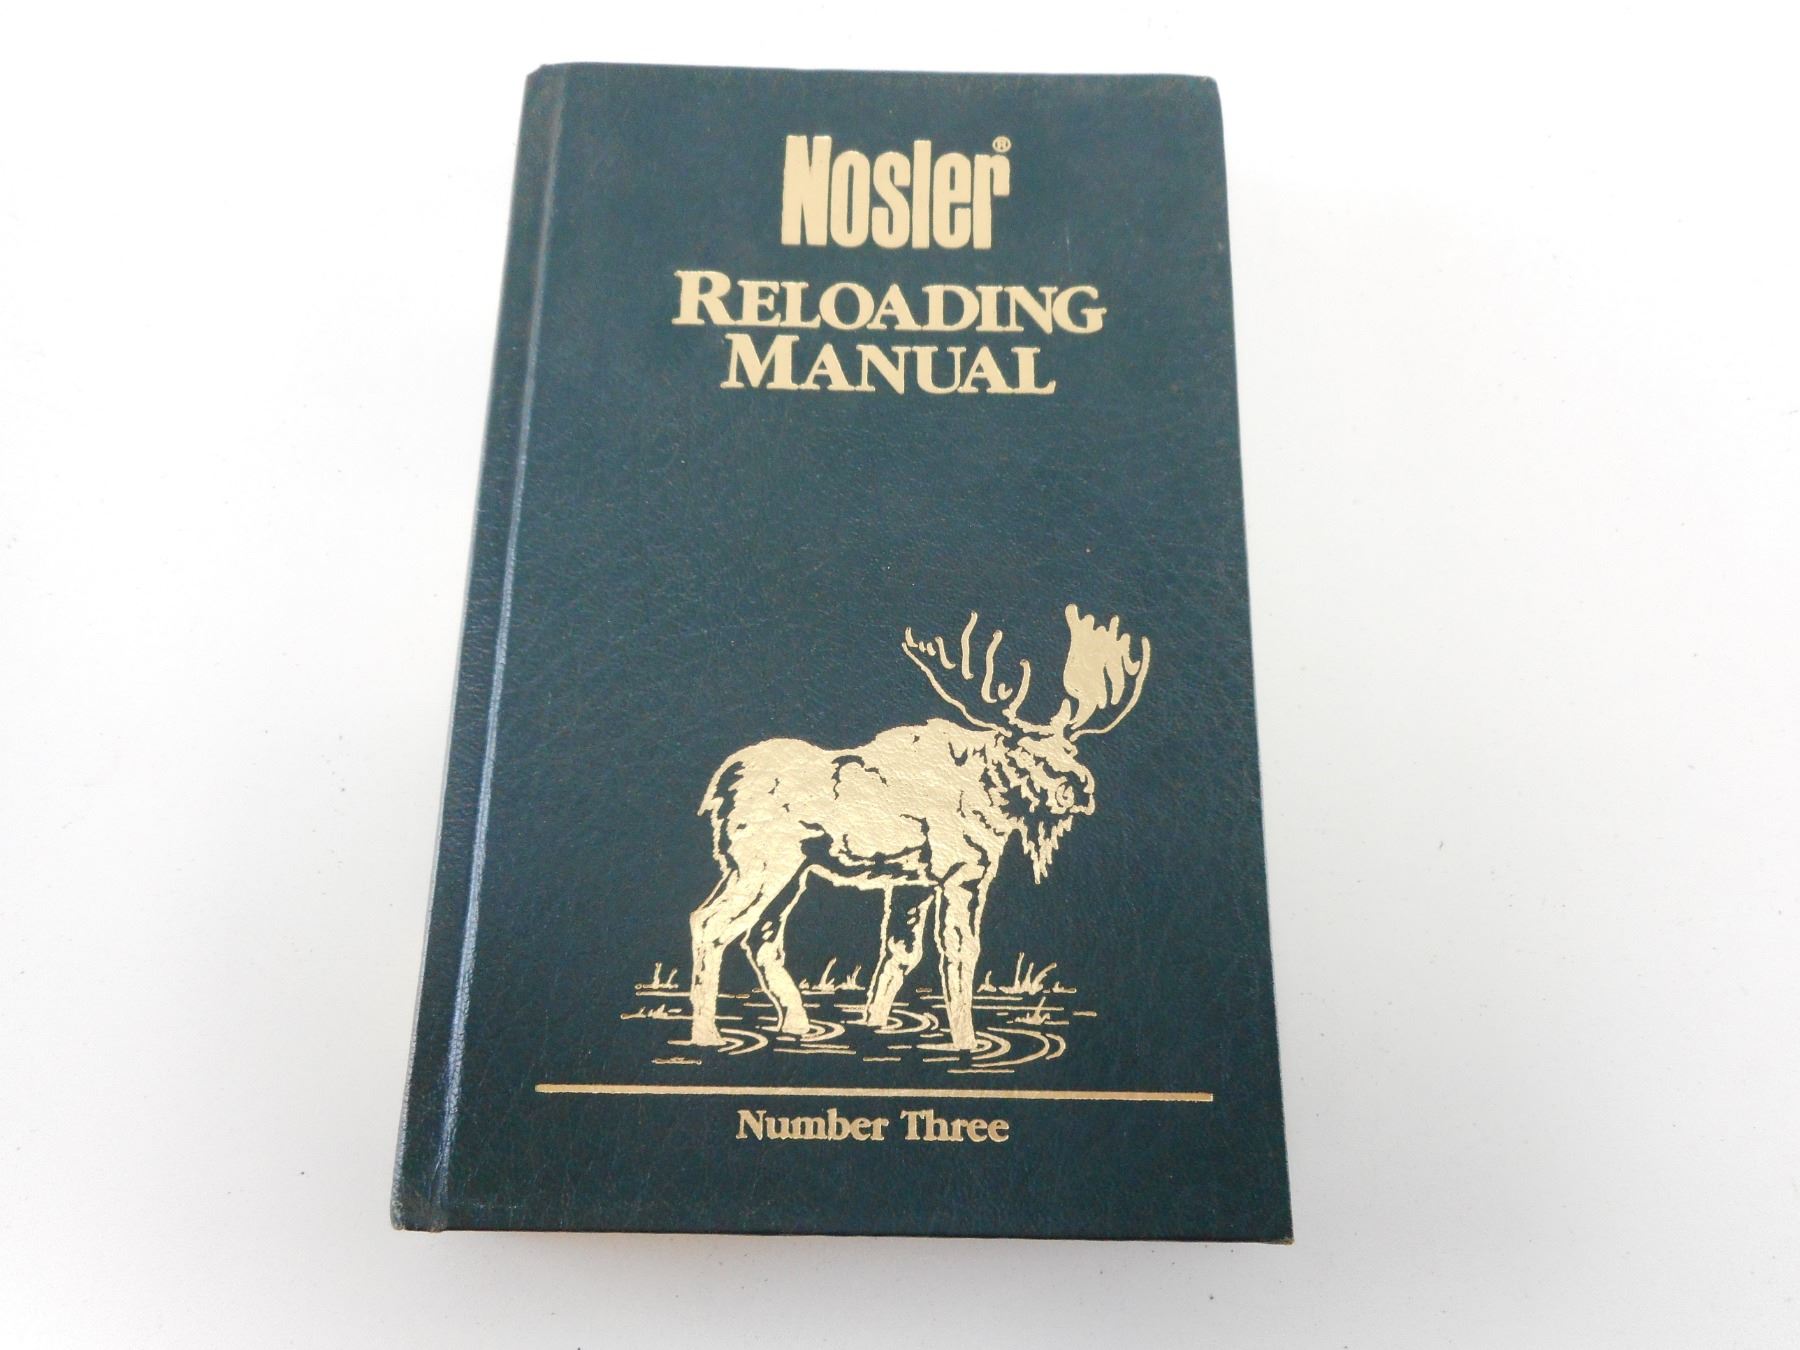 Nosler®
RELOADING
MANUAL
Number Three